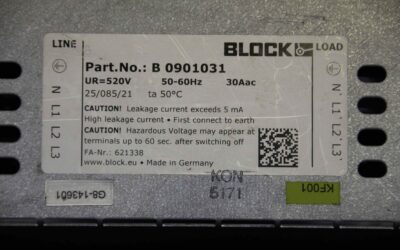 LINE
BLOCK
LOAD
Part.No.: B 0901031
UR=520V 50-60Hz 30Aac
25/085/21 ta 50°C
CAUTION! Leakage current exceeds 5 mA
High leakage current • First connect to earth
CAUTION! Hazardous Voltage may appear at
terminals up to 60 sec. after switching off
FA-Nr.: 621338
www.block.eu • Made in Germany
N L1 L2 L3
N' L1' L2' L3'
KON
5171
G8-143601
KF001